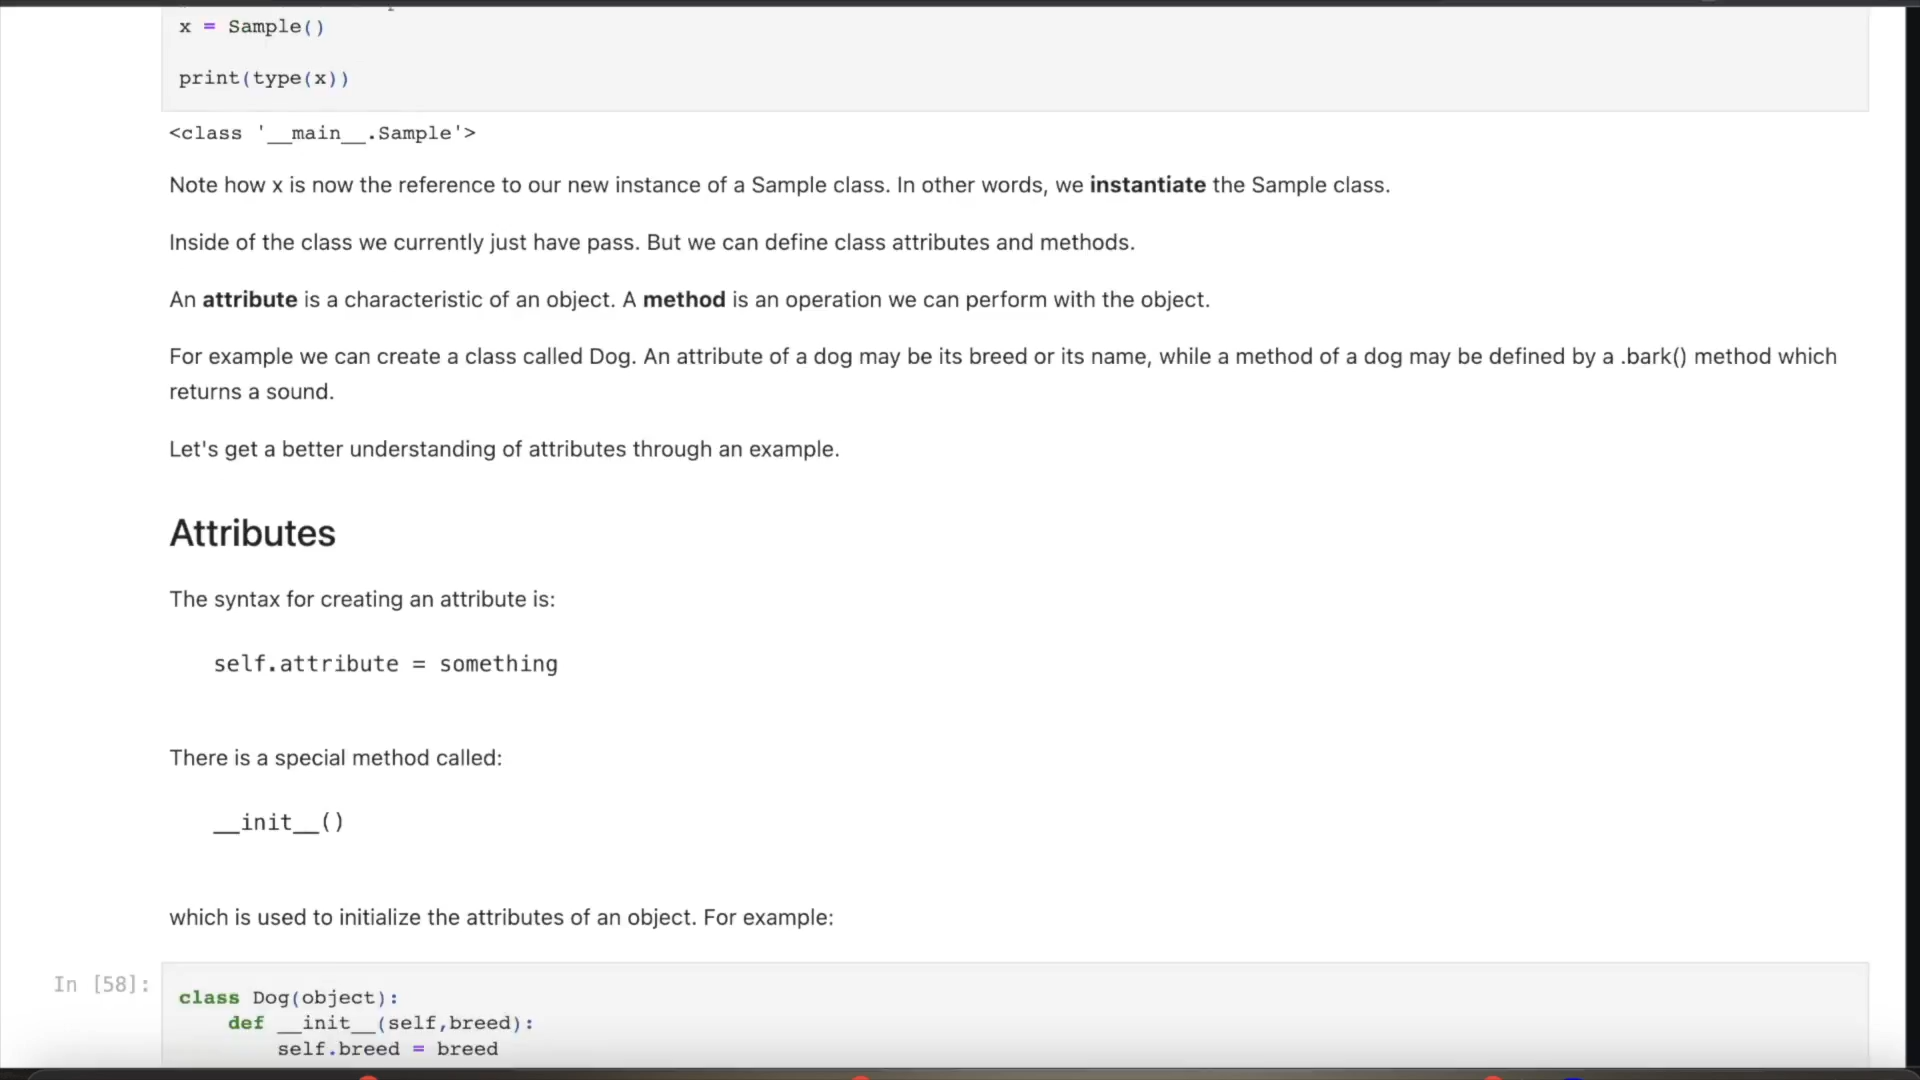 x = Sample()
print(type(x))
<class '__main__.Sample'>
Note how x is now the reference to our new instance of a Sample class. In other words, we instantiate the Sample class.
Inside of the class we currently just have pass. But we can define class attributes and methods.
An attribute is a characteristic of an object. A method is an operation we can perform with the object.
For example we can create a class called Dog. An attribute of a dog may be its breed or its name, while a method of a dog may be defined by a .bark() method which
returns a sound.
Let's get a better understanding of attributes through an example.
Attributes
The syntax for creating an attribute is:
self.attribute = something
There is a special method called:
__init__()
which is used to initialize the attributes of an object. For example:
In [58]:
class Dog(object):
    def __init__(self,breed):
        self.breed = breed